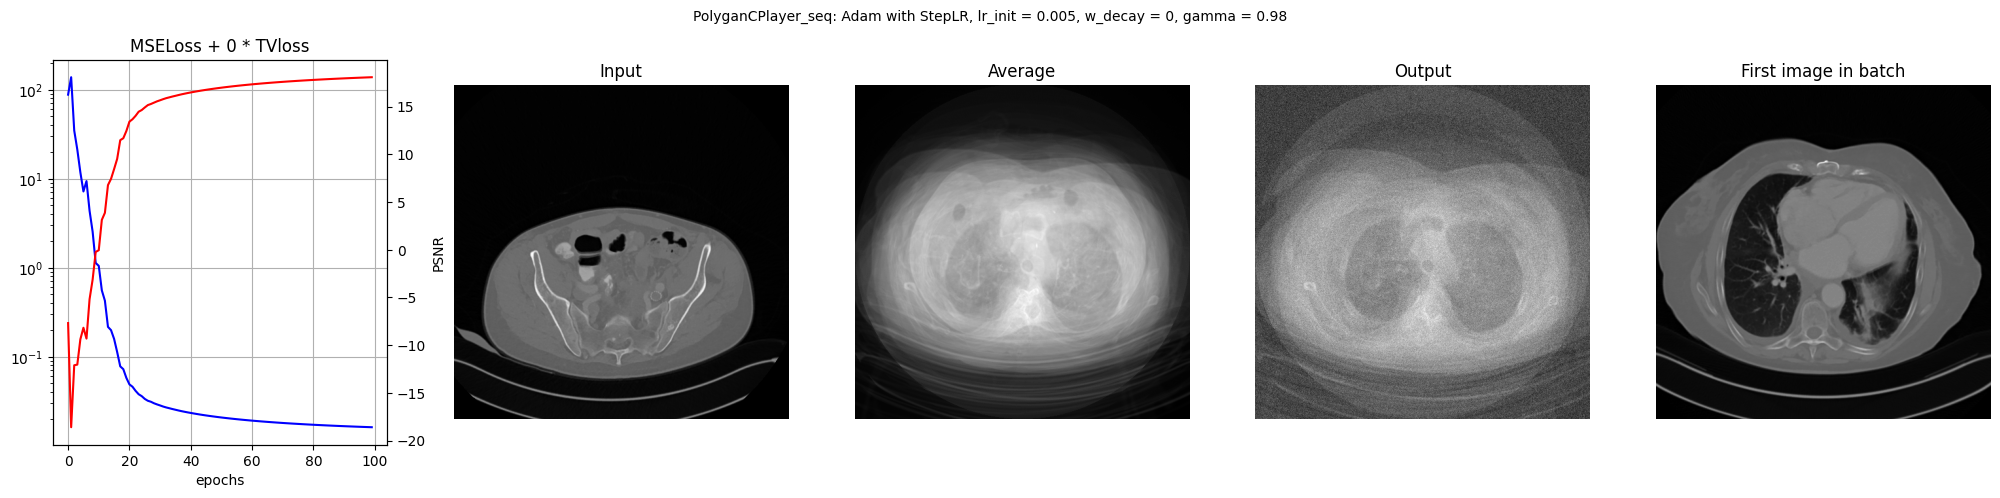 PolyganCPlayer_seq: Adam with StepLR, lr_init = 0.005, w_decay = 0, gamma = 0.98
MSELoss + 0 * TVloss
10²
10¹
10⁰
10⁻¹
15
10
5
0
−5
−10
−15
−20
PSNR
0 20 40 60 80 100
epochs
Input
Average
Output
First image in batch